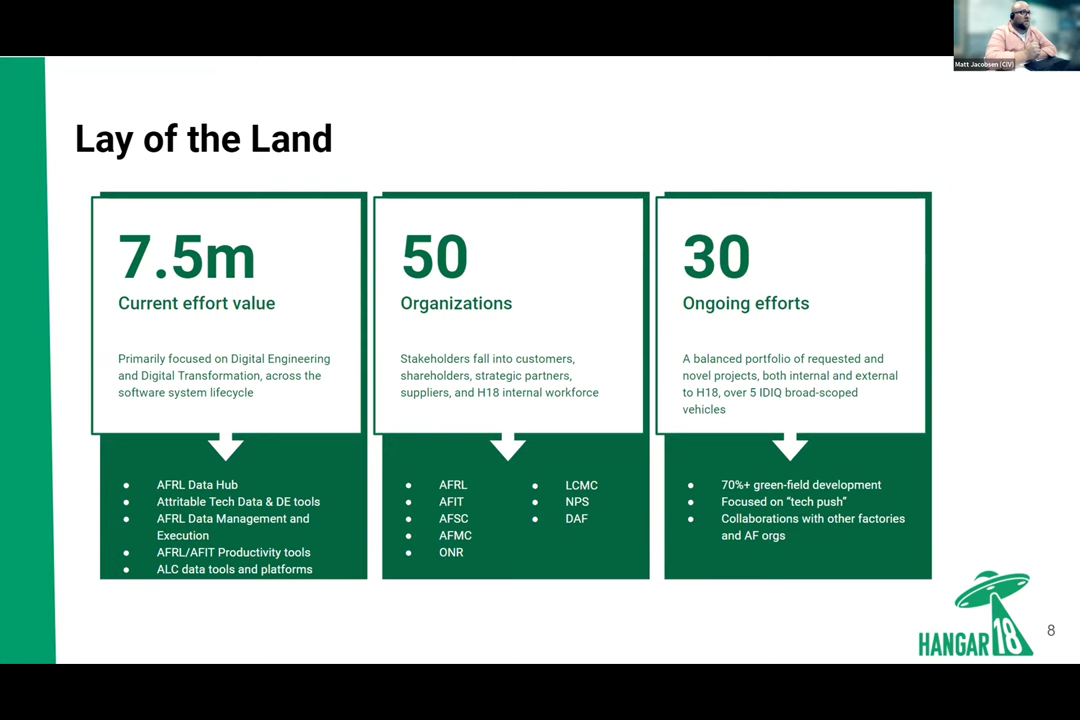 Matt Jacobsen (CIV)
Lay of the Land
7.5m
Current effort value
Primarily focused on Digital Engineering
and Digital Transformation, across the
software system lifecycle
● AFRL Data Hub
● Attritable Tech Data & DE tools
● AFRL Data Management and
Execution
● AFRL/AFIT Productivity tools
● ALC data tools and platforms
50
Organizations
Stakeholders fall into customers,
shareholders, strategic partners,
suppliers, and H18 internal workforce
● AFRL
● AFIT
● AFSC
● AFMC
● ONR
● LCMC
● NPS
● DAF
30
Ongoing efforts
A balanced portfolio of requested and
novel projects, both internal and external
to H18, over 5 IDIQ broad-scoped
vehicles
● 70%+ green-field development
● Focused on “tech push”
● Collaborations with other factories
and AF orgs
HANGAR 18
8